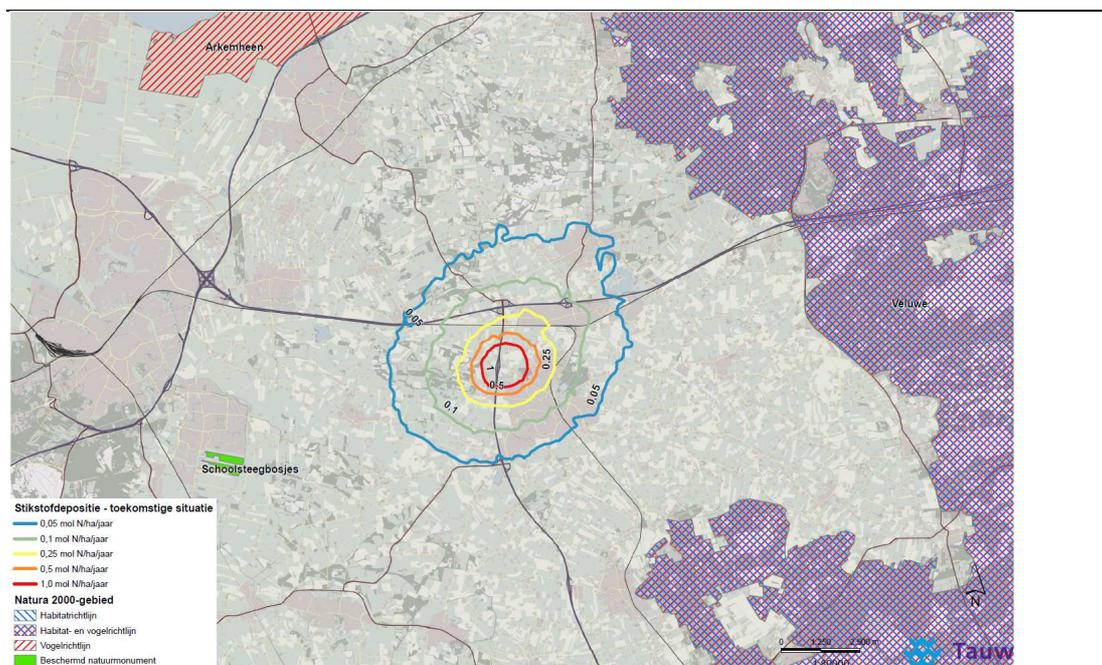 Arkemheen
Veluwe
0,05
0,25
1
0,5
0,1
0,05
Schoolsteegbosjes
Stikstofdepositie - toekomstige situatie
0,05 mol N/ha/jaar
0,1 mol N/ha/jaar
0,25 mol N/ha/jaar
0,5 mol N/ha/jaar
1,0 mol N/ha/jaar
Natura 2000-gebied
Habitatrichtlijn
Habitat- en vogelrichtlijn
Vogelrichtlijn
Beschermd natuurmonument
N
0 1.250 2.500 m
Tauw